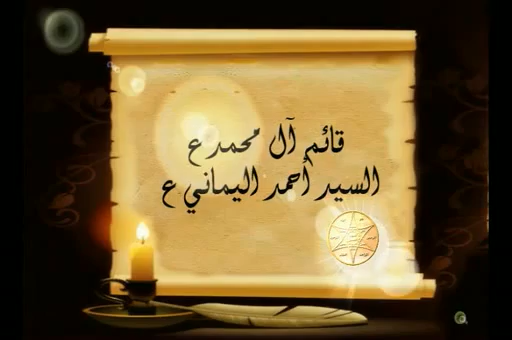 قائم آل محمد ع
السيد أحمد اليماني ع